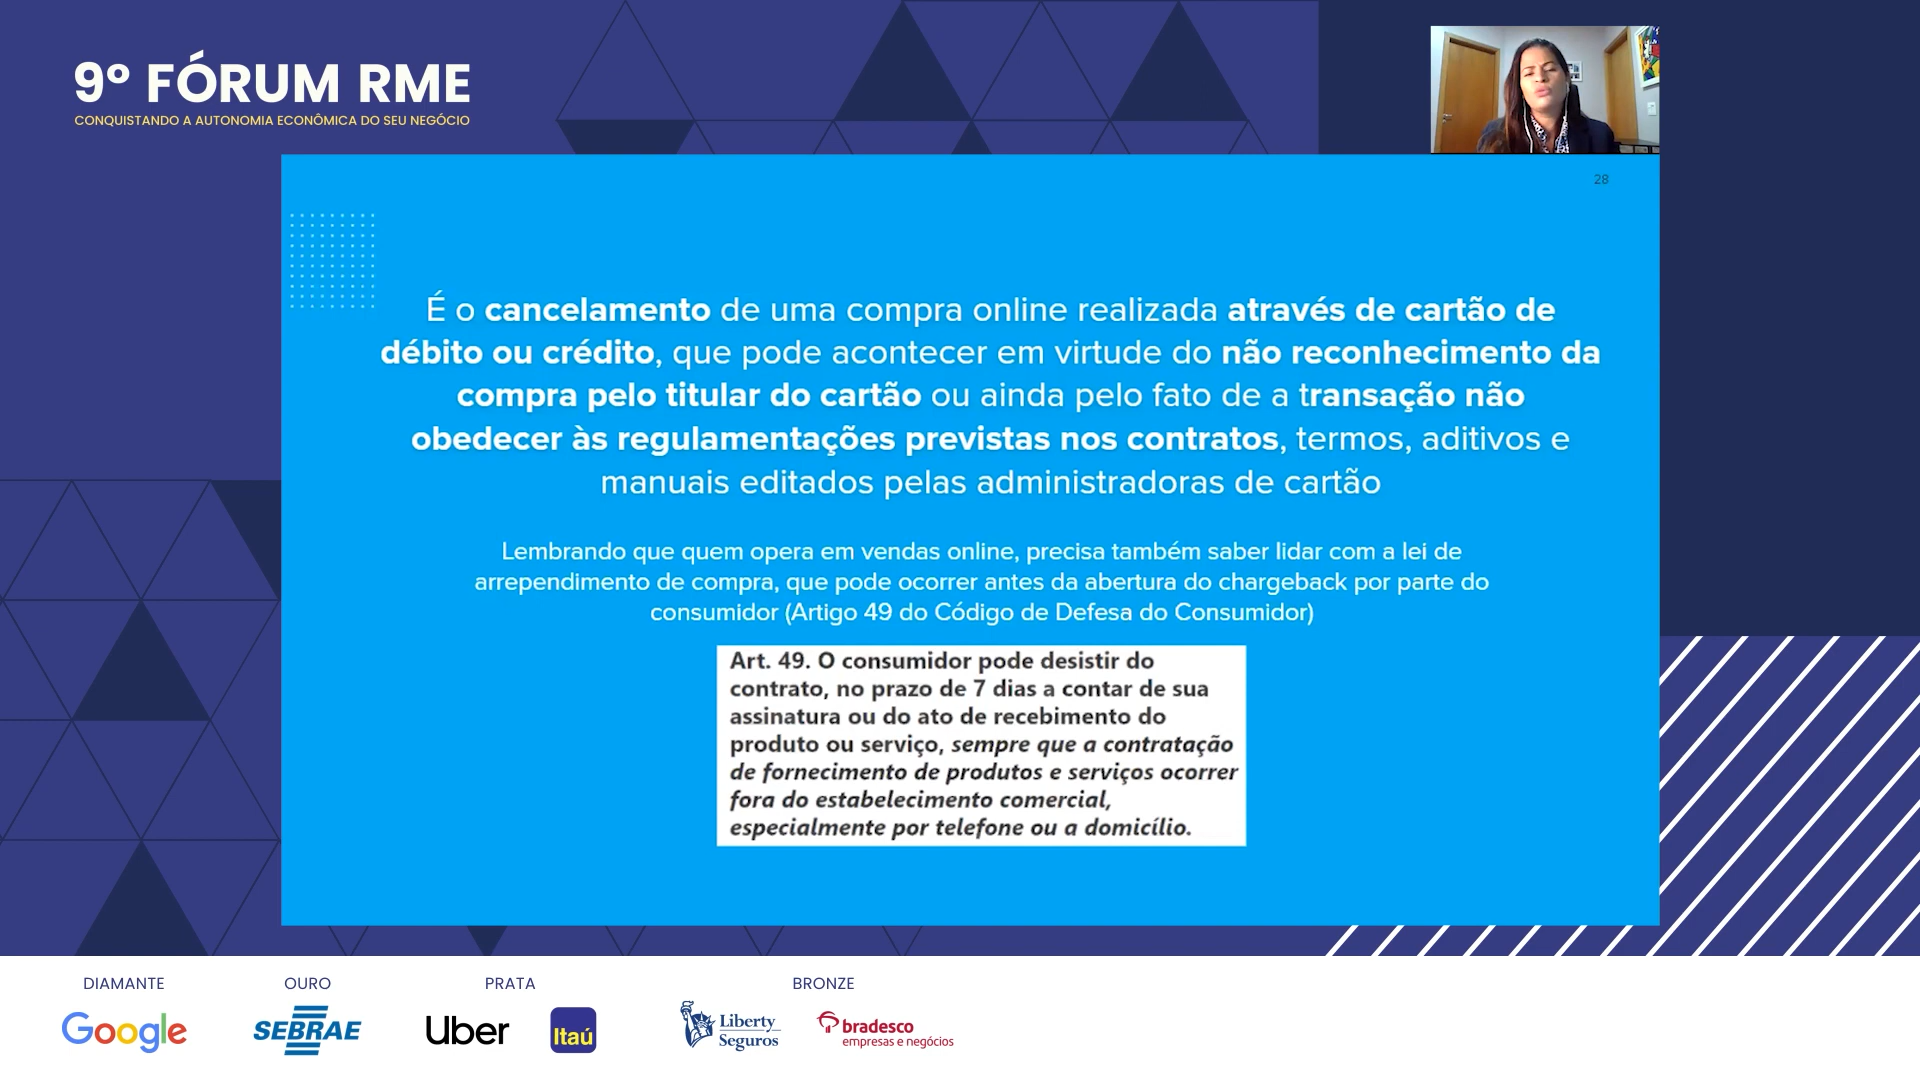 9º FÓRUM RME
CONQUISTANDO A AUTONOMIA ECONÔMICA DO SEU NEGÓCIO
28
É o cancelamento de uma compra online realizada através de cartão de
débito ou crédito, que pode acontecer em virtude do não reconhecimento da
compra pelo titular do cartão ou ainda pelo fato de a transação não
obedecer às regulamentações previstas nos contratos, termos, aditivos e
manuais editados pelas administradoras de cartão
Lembrando que quem opera em vendas online, precisa também saber lidar com a lei de
arrependimento de compra, que pode ocorrer antes da abertura do chargeback por parte do
consumidor (Artigo 49 do Código de Defesa do Consumidor)
Art. 49. O consumidor pode desistir do
contrato, no prazo de 7 dias a contar de sua
assinatura ou do ato de recebimento do
produto ou serviço, sempre que a contratação
de fornecimento de produtos e serviços ocorrer
fora do estabelecimento comercial,
especialmente por telefone ou a domicílio.
DIAMANTE
OURO
PRATA
BRONZE
Google
SEBRAE
Uber
Itaú
Liberty
Seguros
bradesco
empresas e negócios